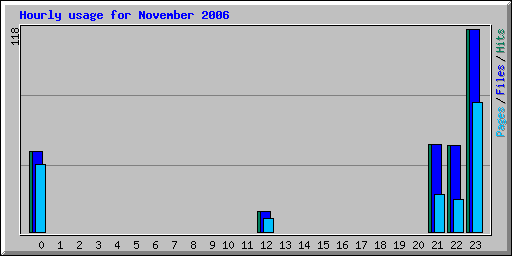 Hourly usage for November 2006
118
Pages/Files/Hits
0 1 2 3 4 5 6 7 8 9 10 11 12 13 14 15 16 17 18 19 20 21 22 23